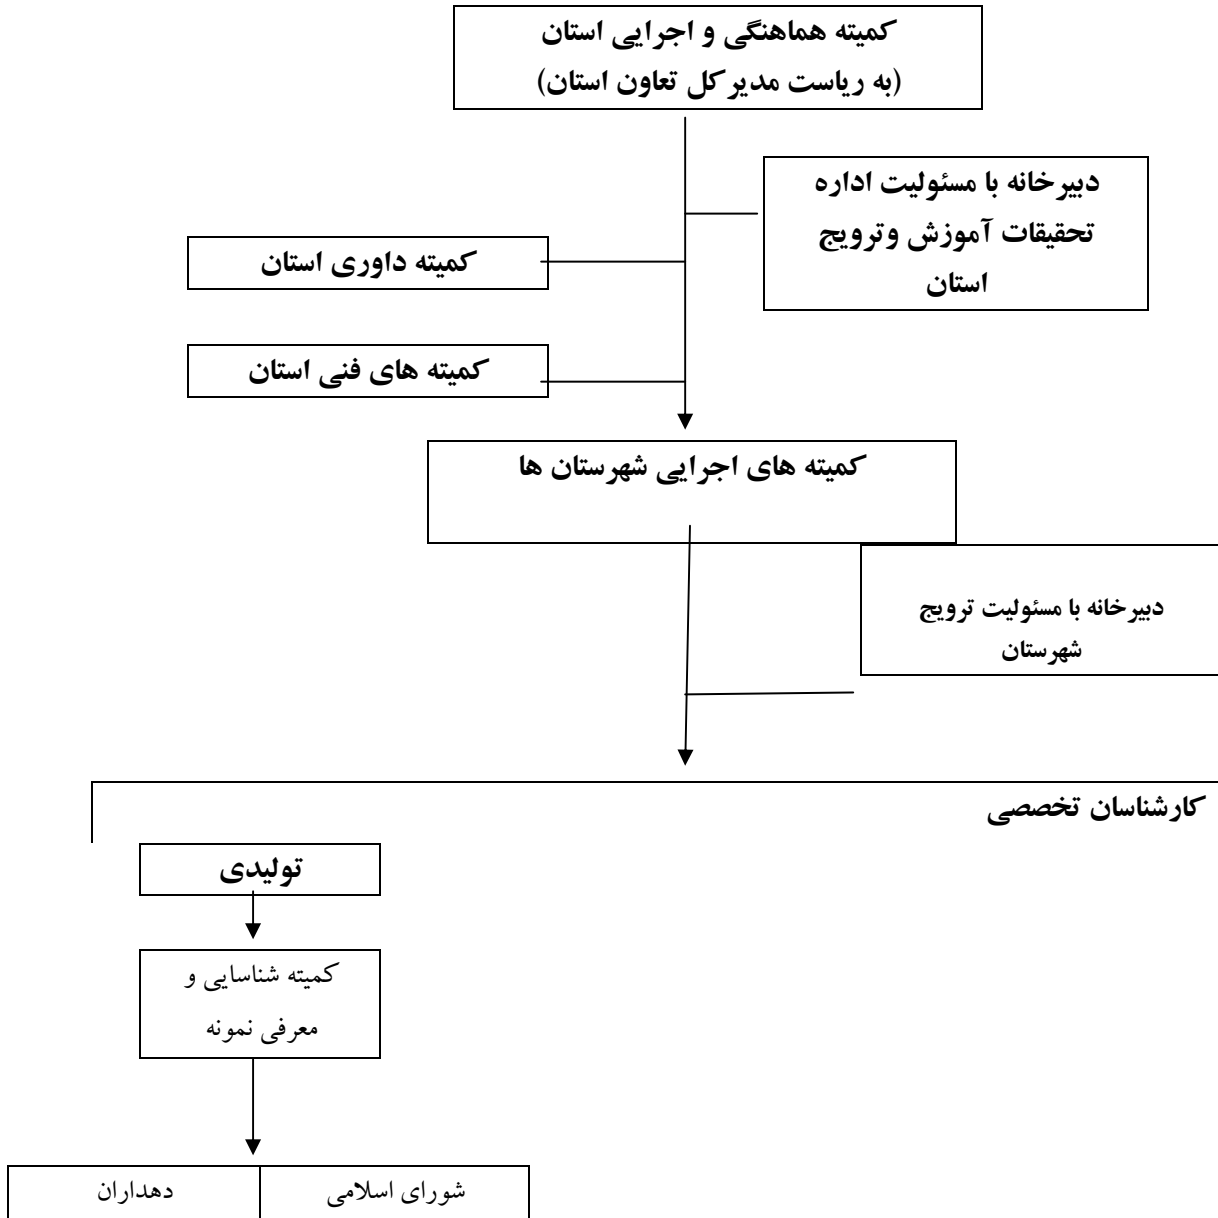 کمیته هماهنگی و اجرایی استان
(به ریاست مدیر کل تعاون استان)
دبیرخانه با مسئولیت اداره
تحقیقات آموزش وترویج
استان
کمیته داوری استان
کمیته های فنی استان
کمیته های اجرایی شهرستان ها
دبیرخانه با مسئولیت ترویج
شهرستان
کارشناسان تخصصی
تولیدی
کمیته شناسایی و
معرفی نمونه
شورای اسلامی
دهداران